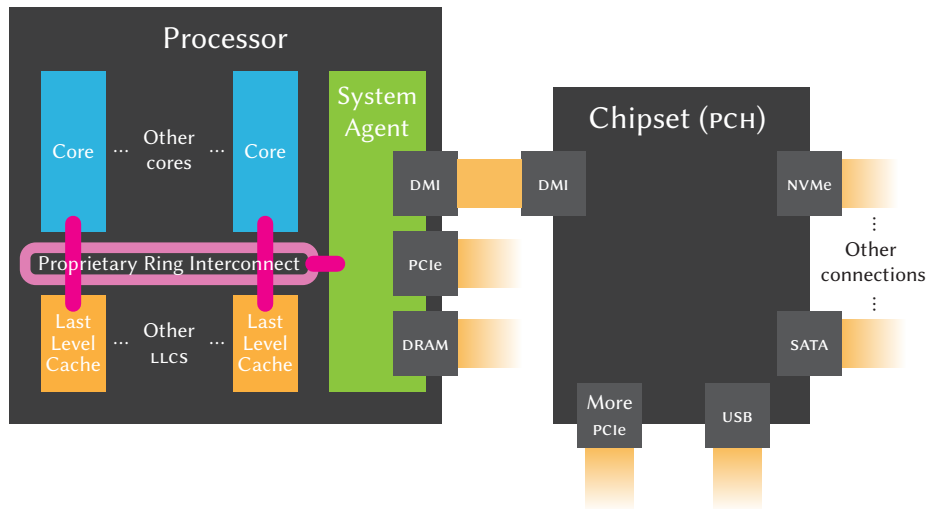 Processor
Core
...
Other
cores
...
Core
System
Agent
Proprietary Ring Interconnect
Last
Level
Cache
...
Other
LLCS
...
Last
Level
Cache
DMI
PCIe
DRAM
DMI
Chipset (PCH)
NVMe
...
Other
connections
...
SATA
More
PCIe
USB